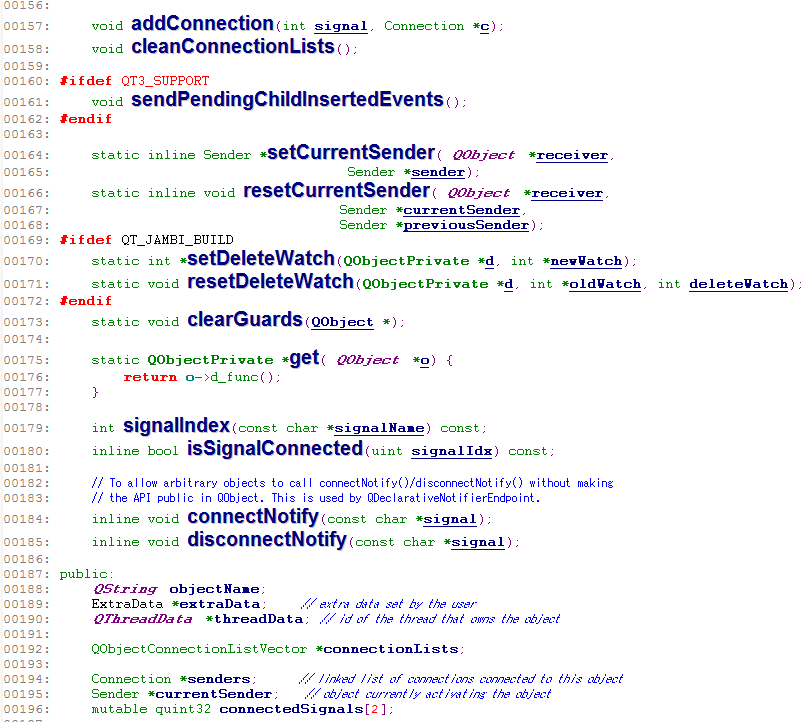 00156:
00157: void addConnection(int signal, Connection *c);
00158: void cleanConnectionLists();
00159:
00160: #ifdef QT3_SUPPORT
00161: void sendPendingChildInsertedEvents();
00162: #endif
00163:
00164: static inline Sender *setCurrentSender( QObject *receiver,
00165: Sender *sender);
00166: static inline void resetCurrentSender( QObject *receiver,
00167: Sender *currentSender,
00168: Sender *previousSender);
00169: #ifdef QT_JAMBI_BUILD
00170: static int *setDeleteWatch(QObjectPrivate *d, int *newWatch);
00171: static void resetDeleteWatch(QObjectPrivate *d, int *oldWatch, int deleteWatch);
00172: #endif
00173: static void clearGuards(QObject *);
00174:
00175: static QObjectPrivate *get( QObject *o) {
00176: return o->d_func();
00177: }
00178:
00179: int signalIndex(const char *signalName) const;
00180: inline bool isSignalConnected(uint signalIdx) const;
00181:
00182: // To allow arbitrary objects to call connectNotify()/disconnectNotify() without making
00183: // the API public in QObject. This is used by QDeclarativeNotifierEndpoint.
00184: inline void connectNotify(const char *signal);
00185: inline void disconnectNotify(const char *signal);
00186:
00187: public:
00188: QString objectName;
00189: ExtraData *extraData; // extra data set by the user
00190: QThreadData *threadData; // id of the thread that owns the object
00191:
00192: QObjectConnectionListVector *connectionLists;
00193:
00194: Connection *senders; // linked list of connections connected to this object
00195: Sender *currentSender; // object currently activating the object
00196: mutable quint32 connectedSignals[2];